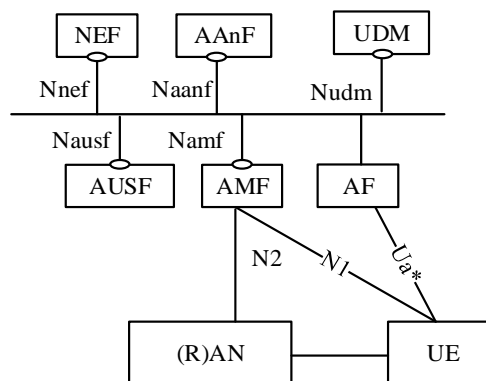 NEF
AAnF
UDM
Nnef
Naanf
Nudm
Nausf
Namf
AUSF
AMF
AF
N2
N1
Ua*
(R)AN
UE